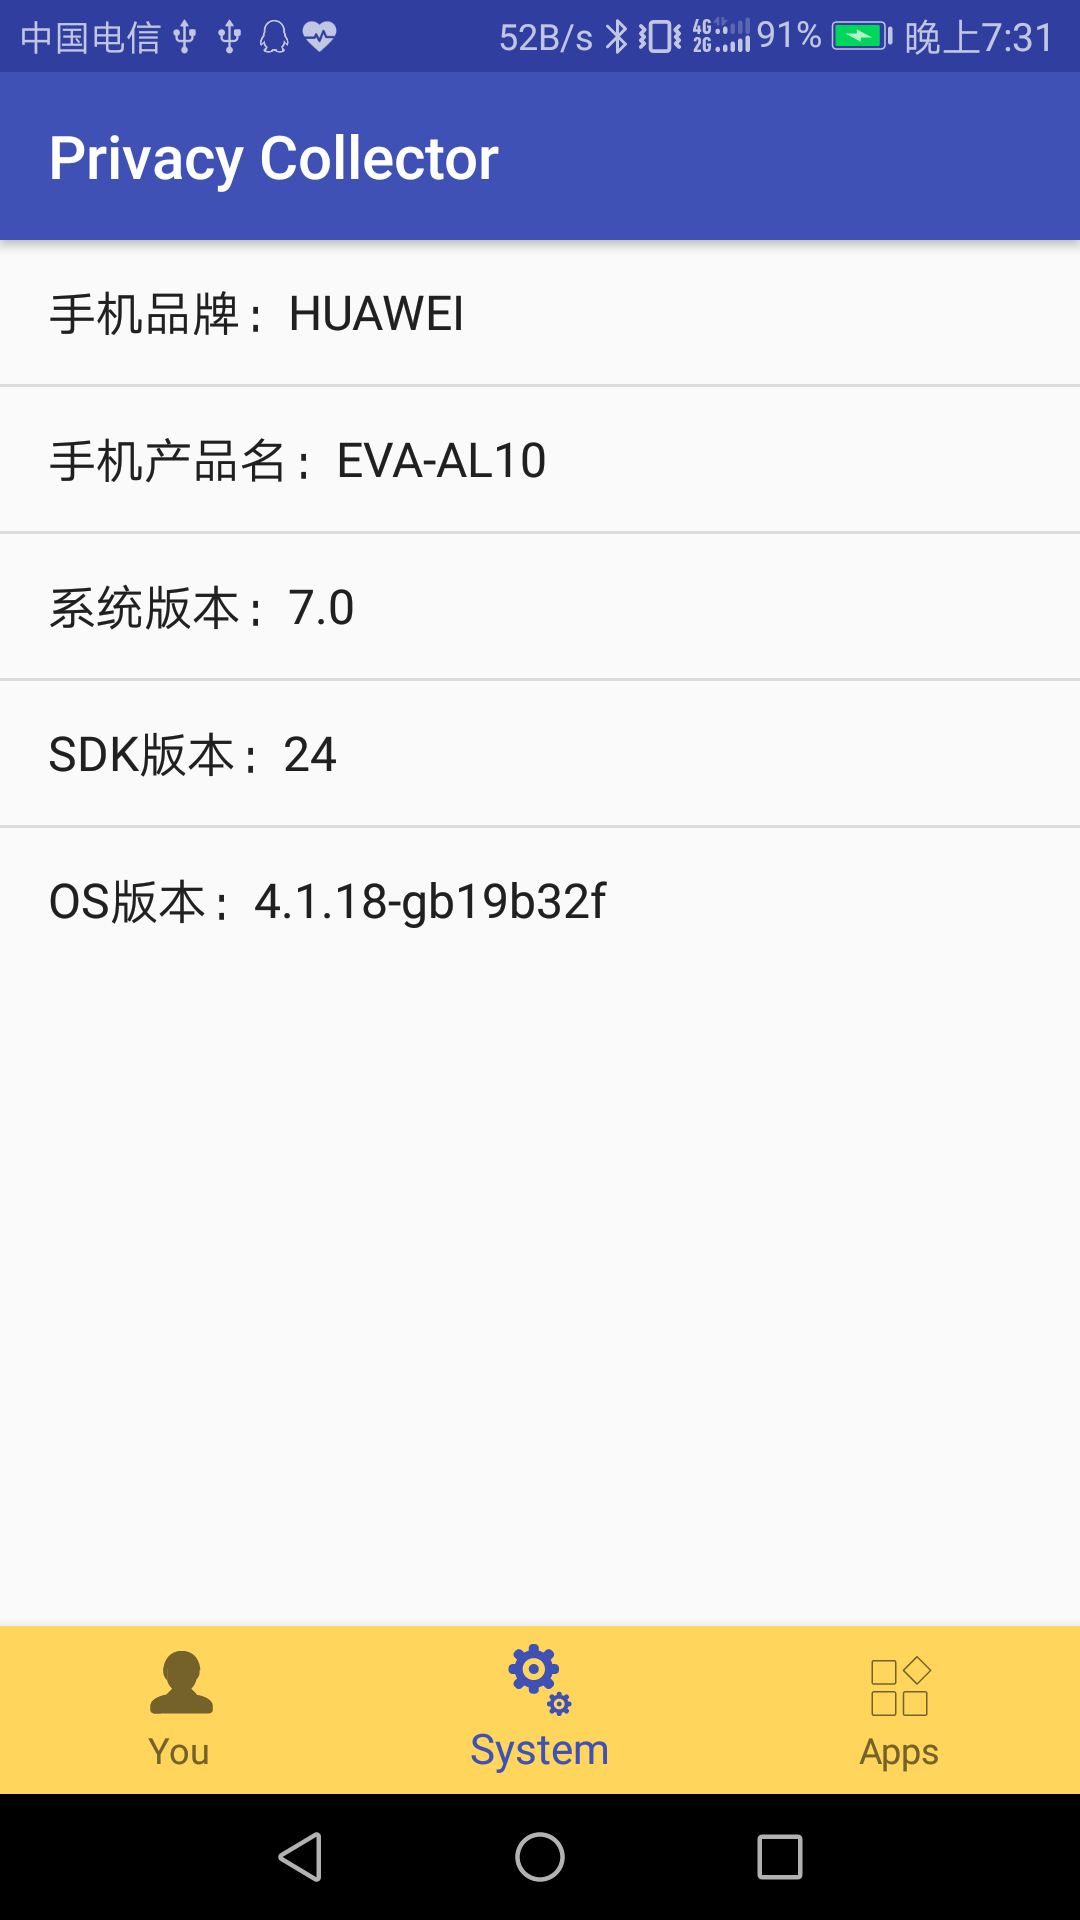 中国电信 52B/s 4G 2G 91% 晚上7:31
Privacy Collector
手机品牌：HUAWEI
手机产品名：EVA-AL10
系统版本：7.0
SDK版本：24
OS版本：4.1.18-gb19b32f
You System Apps